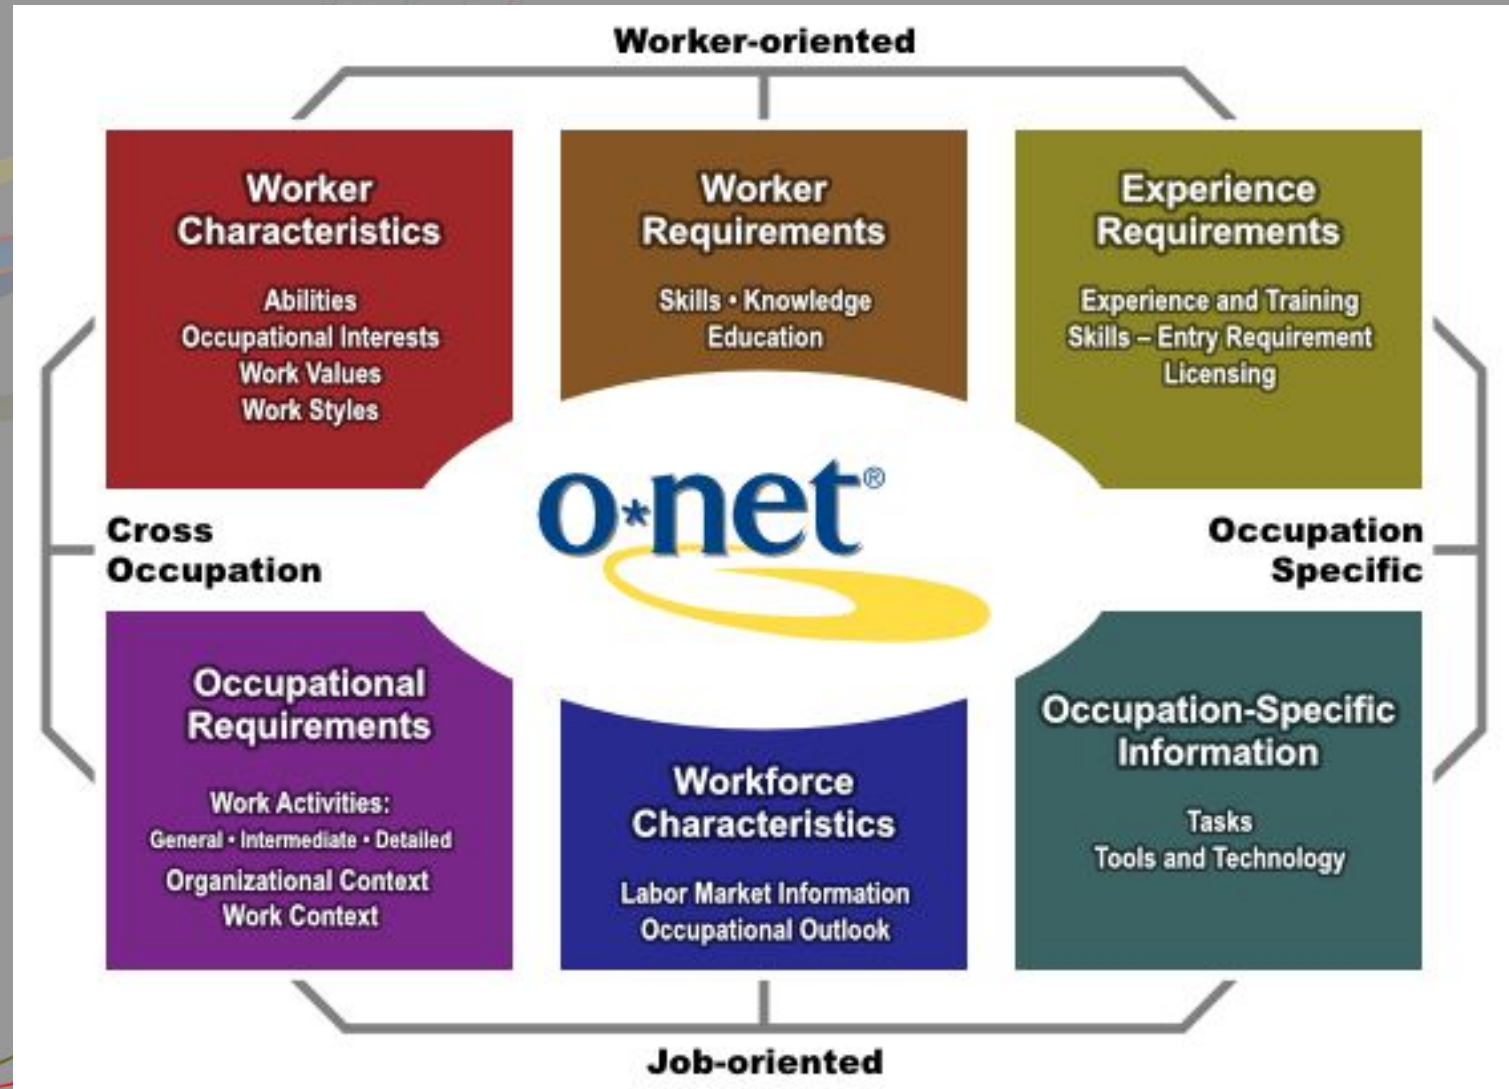 Worker-oriented
Worker
Characteristics
Abilities
Occupational Interests
Work Values
Work Styles
Worker
Requirements
Skills • Knowledge
Education
Experience
Requirements
Experience and Training
Skills – Entry Requirement
Licensing
o*net®
Cross
Occupation
Occupation
Specific
Occupational
Requirements
Work Activities:
General • Intermediate • Detailed
Organizational Context
Work Context
Workforce
Characteristics
Labor Market Information
Occupational Outlook
Occupation-Specific
Information
Tasks
Tools and Technology
Job-oriented